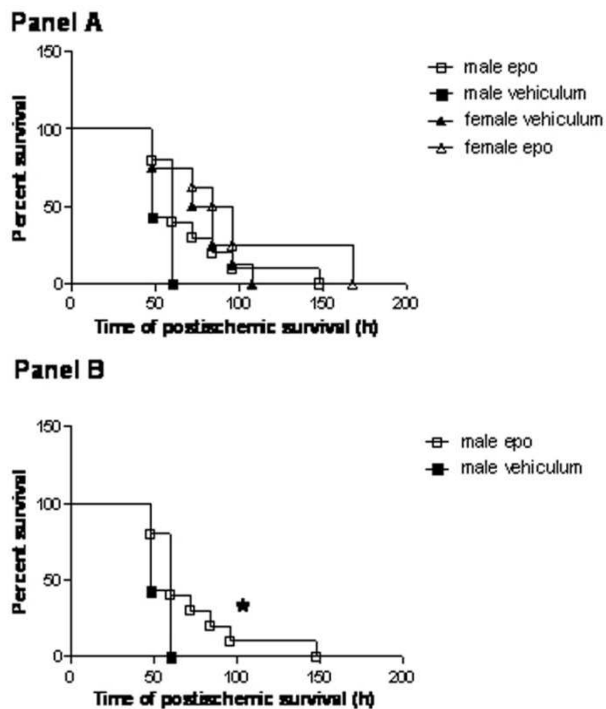 Panel A
150
100
50
0
Percent survival
0 50 100 150 200
Time of postischemic survival (h)
male epo
male vehiculum
female vehiculum
female epo
Panel B
150
100
50
0
Percent survival
0 50 100 150 200
Time of postischemic survival (h)
male epo
male vehiculum